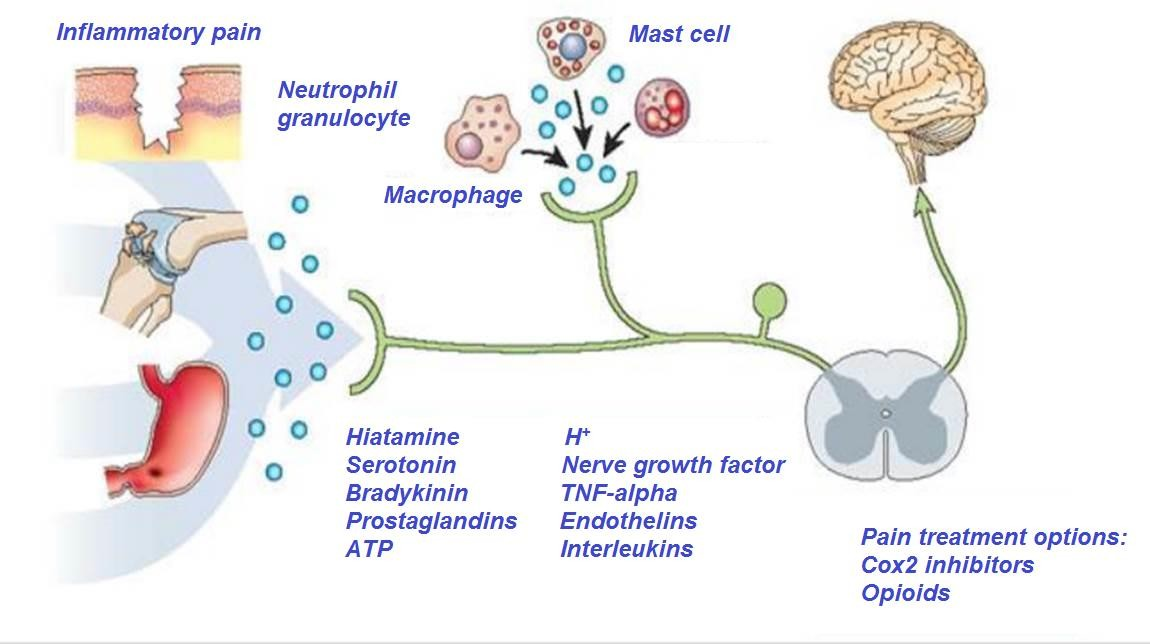 Inflammatory pain
Neutrophil
granulocyte
Mast cell
Macrophage
Hiatamine
Serotonin
Bradykinin
Prostaglandins
ATP
H⁺
Nerve growth factor
TNF-alpha
Endothelins
Interleukins
Pain treatment options:
Cox2 inhibitors
Opioids